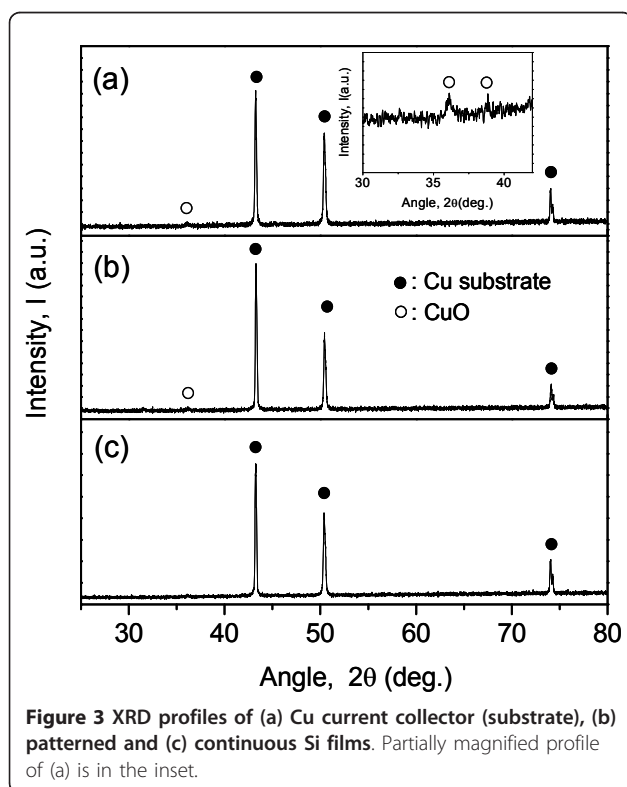 (a)
Intensity, I(a.u.)
30 35 40
Angle, 2θ(deg.)
(b)
● : Cu substrate
○ : CuO
(c)
Intensity, I (a.u.)
30 40 50 60 70 80
Angle, 2θ (deg.)
Figure 3 XRD profiles of (a) Cu current collector (substrate), (b)
patterned and (c) continuous Si films. Partially magnified profile
of (a) is in the inset.